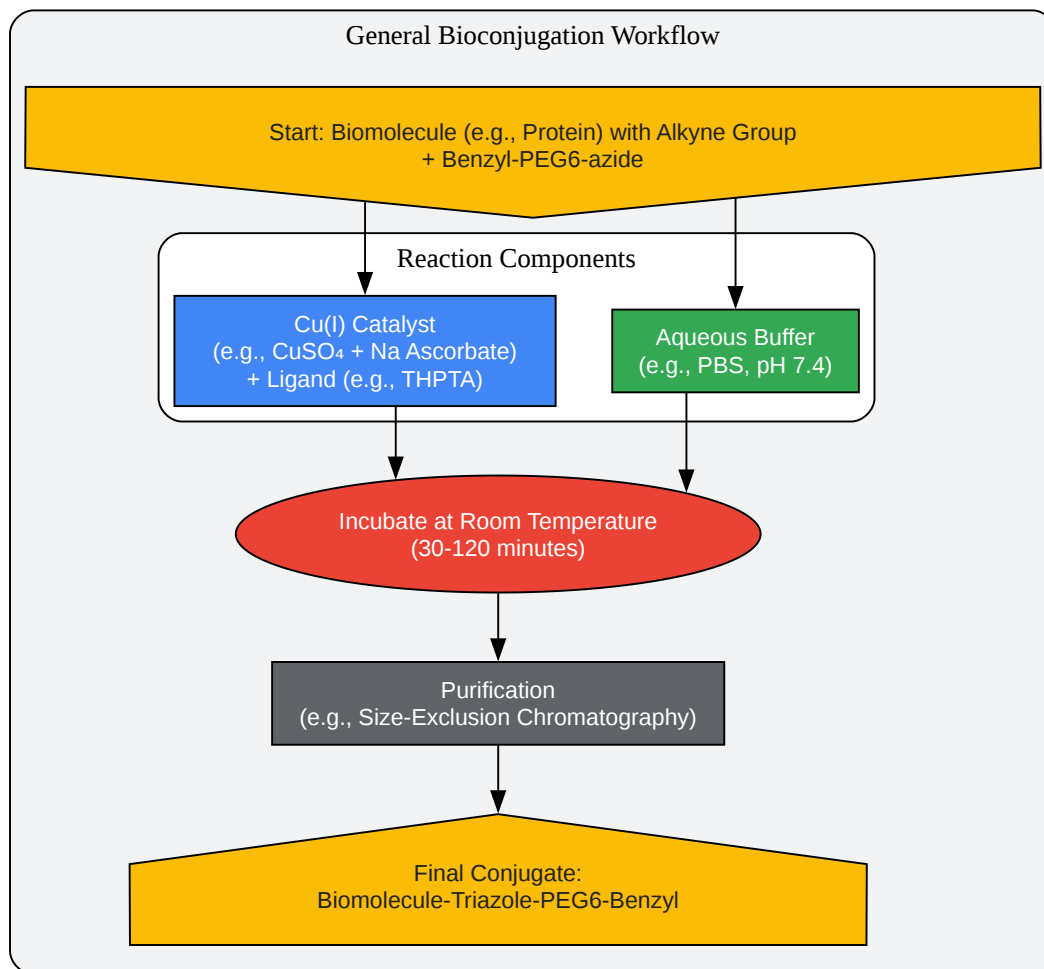 General Bioconjugation Workflow
Start: Biomolecule (e.g., Protein) with Alkyne Group
+ Benzyl-PEG6-azide
Reaction Components
Cu(I) Catalyst
(e.g., CuSO₄ + Na Ascorbate)
+ Ligand (e.g., THPTA)
Aqueous Buffer
(e.g., PBS, pH 7.4)
Incubate at Room Temperature
(30-120 minutes)
Purification
(e.g., Size-Exclusion Chromatography)
Final Conjugate:
Biomolecule-Triazole-PEG6-Benzyl